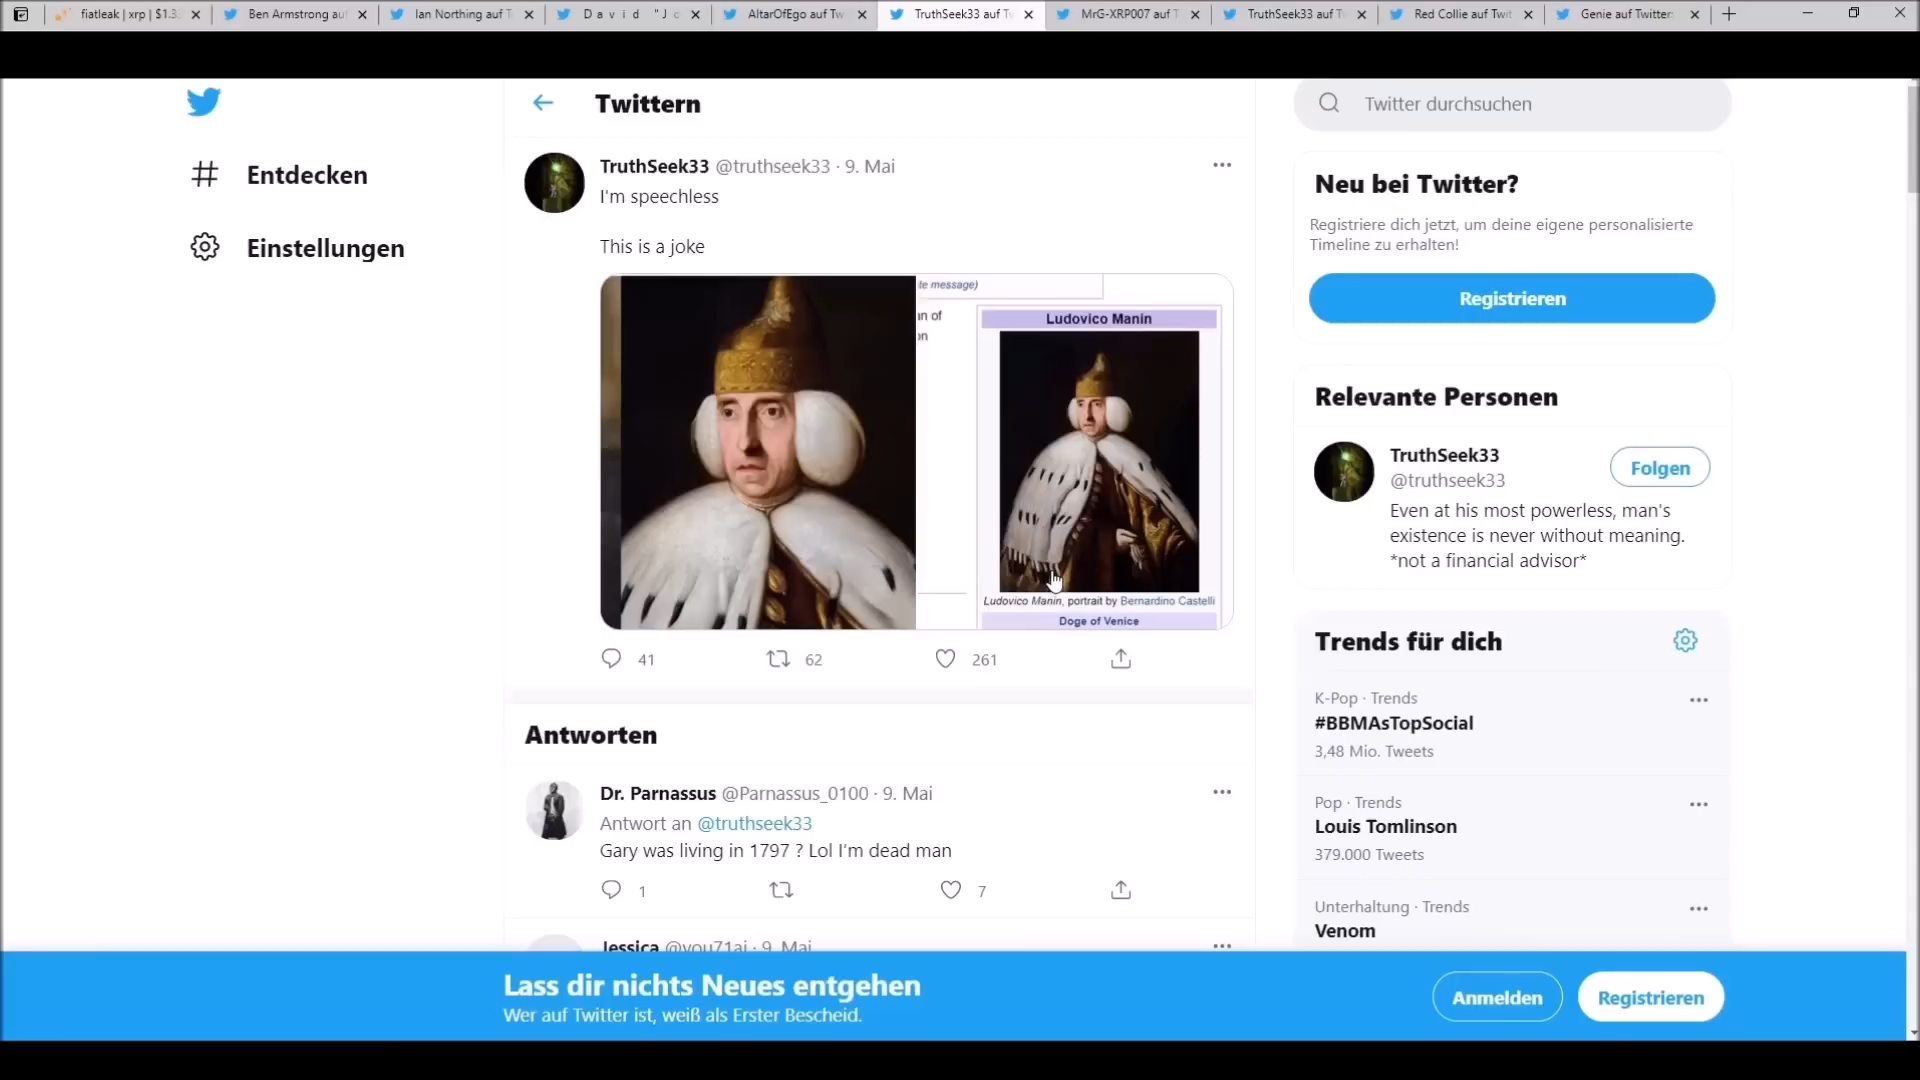 fiatleak | xrp | $1.3
Ben Armstrong auf
Ian Northing auf T
D a v i d "J
AltarOfEgo auf Tw
TruthSeek33 auf Tw
MrG-XRP007 auf T
TruthSeek33 auf Tw
Red Collie auf Twit
Genie auf Twitter
Twittern
Twitter durchsuchen
Entdecken
Einstellungen
TruthSeek33 @truthseek33 · 9. Mai
I'm speechless
This is a joke
te message)
n of
on
Ludovico Manin
Ludovico Manin, portrait by Bernardino Castelli
Doge of Venice
41
62
261
Neu bei Twitter?
Registriere dich jetzt, um deine eigene personalisierte
Timeline zu erhalten!
Registrieren
Relevante Personen
TruthSeek33
@truthseek33
Folgen
Even at his most powerless, man's
existence is never without meaning.
*not a financial advisor*
Trends für dich
K-Pop · Trends
#BBMAsTopSocial
3,48 Mio. Tweets
Pop · Trends
Louis Tomlinson
379.000 Tweets
Unterhaltung · Trends
Venom
Antworten
Dr. Parnassus @Parnassus_0100 · 9. Mai
Antwort an @truthseek33
Gary was living in 1797 ? Lol I'm dead man
1
7
Jessica @you71ai · 9. Mai
Lass dir nichts Neues entgehen
Wer auf Twitter ist, weiß als Erster Bescheid.
Anmelden
Registrieren